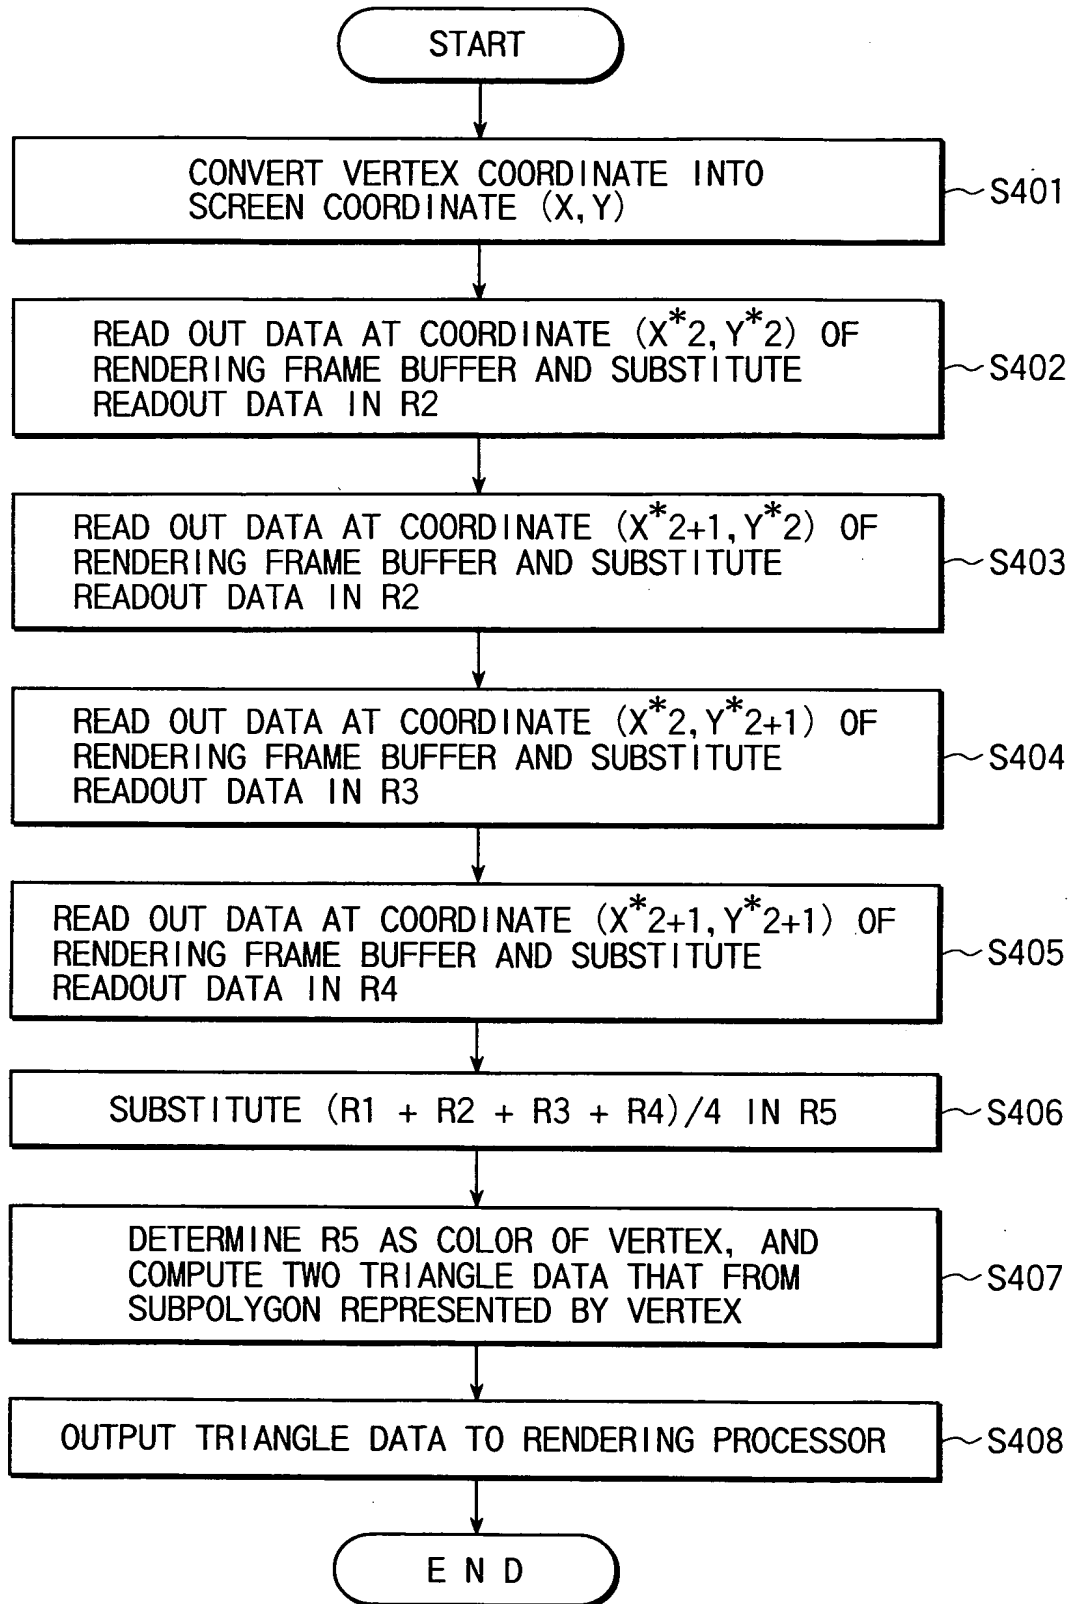 START
CONVERT VERTEX COORDINATE INTO
SCREEN COORDINATE (X,Y)
S401
READ OUT DATA AT COORDINATE (X*2,Y*2) OF
RENDERING FRAME BUFFER AND SUBSTITUTE
READOUT DATA IN R2
S402
READ OUT DATA AT COORDINATE (X*2+1,Y*2) OF
RENDERING FRAME BUFFER AND SUBSTITUTE
READOUT DATA IN R2
S403
READ OUT DATA AT COORDINATE (X*2,Y*2+1) OF
RENDERING FRAME BUFFER AND SUBSTITUTE
READOUT DATA IN R3
S404
READ OUT DATA AT COORDINATE (X*2+1,Y*2+1) OF
RENDERING FRAME BUFFER AND SUBSTITUTE
READOUT DATA IN R4
S405
SUBSTITUTE (R1 + R2 + R3 + R4)/4 IN R5
S406
DETERMINE R5 AS COLOR OF VERTEX, AND
COMPUTE TWO TRIANGLE DATA THAT FROM
SUBPOLYGON REPRESENTED BY VERTEX
S407
OUTPUT TRIANGLE DATA TO RENDERING PROCESSOR
S408
END